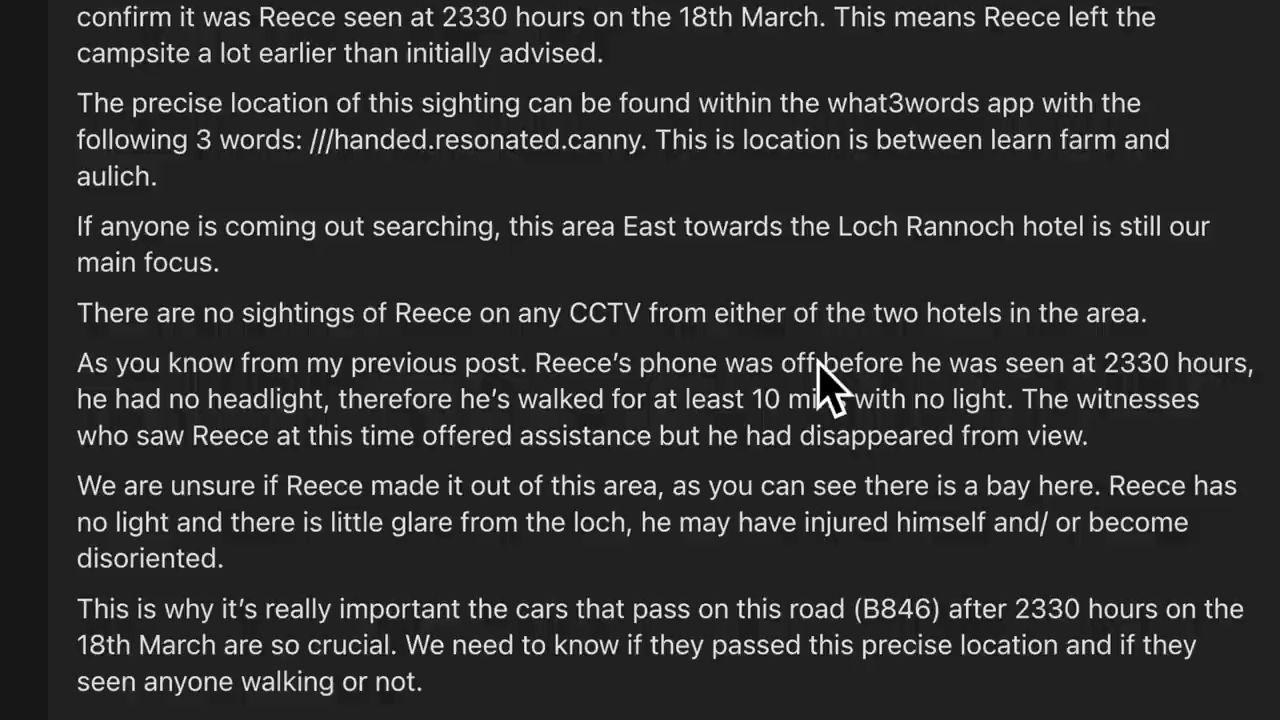 confirm it was Reece seen at 2330 hours on the 18th March. This means Reece left the
campsite a lot earlier than initially advised.
The precise location of this sighting can be found within the what3words app with the
following 3 words: ///handed.resonated.canny. This is location is between learn farm and
aulich.
If anyone is coming out searching, this area East towards the Loch Rannoch hotel is still our
main focus.
There are no sightings of Reece on any CCTV from either of the two hotels in the area.
As you know from my previous post. Reece’s phone was off before he was seen at 2330 hours,
he had no headlight, therefore he’s walked for at least 10 with no light. The witnesses
who saw Reece at this time offered assistance but he had disappeared from view.
We are unsure if Reece made it out of this area, as you can see there is a bay here. Reece has
no light and there is little glare from the loch, he may have injured himself and/ or become
disoriented.
This is why it’s really important the cars that pass on this road (B846) after 2330 hours on the
18th March are so crucial. We need to know if they passed this precise location and if they
seen anyone walking or not.